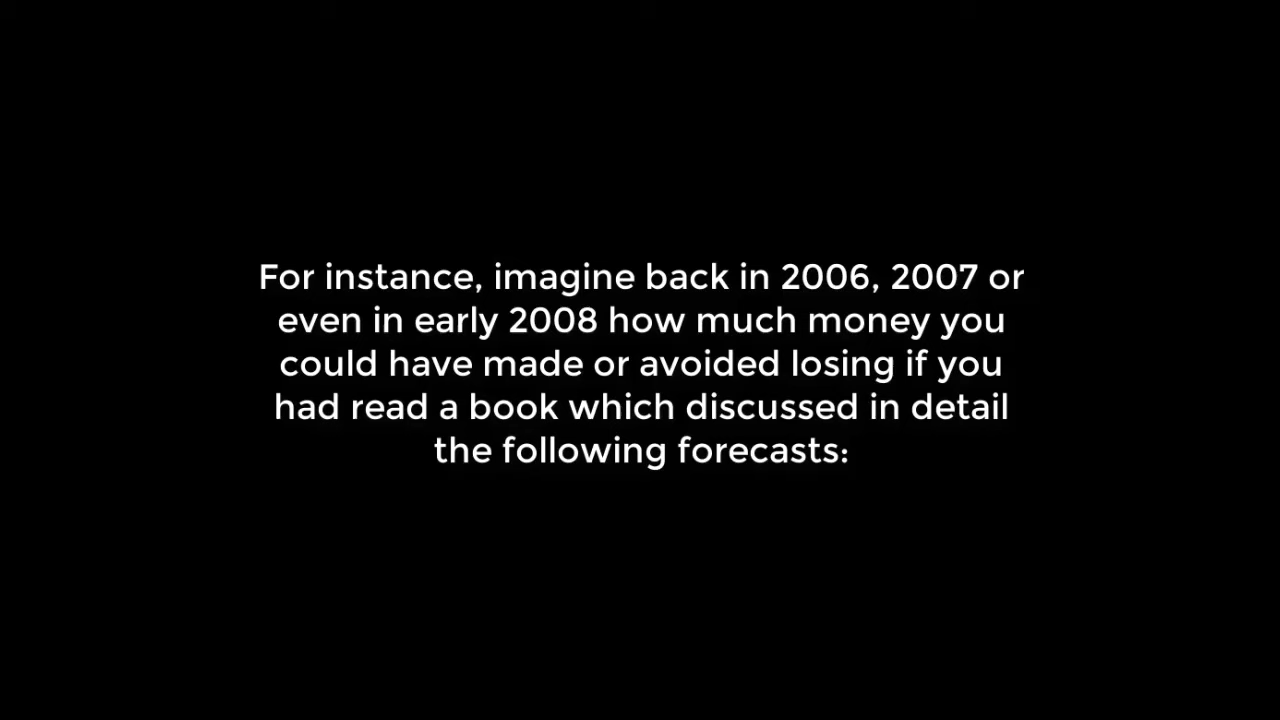 For instance, imagine back in 2006, 2007 or
even in early 2008 how much money you
could have made or avoided losing if you
had read a book which discussed in detail
the following forecasts: